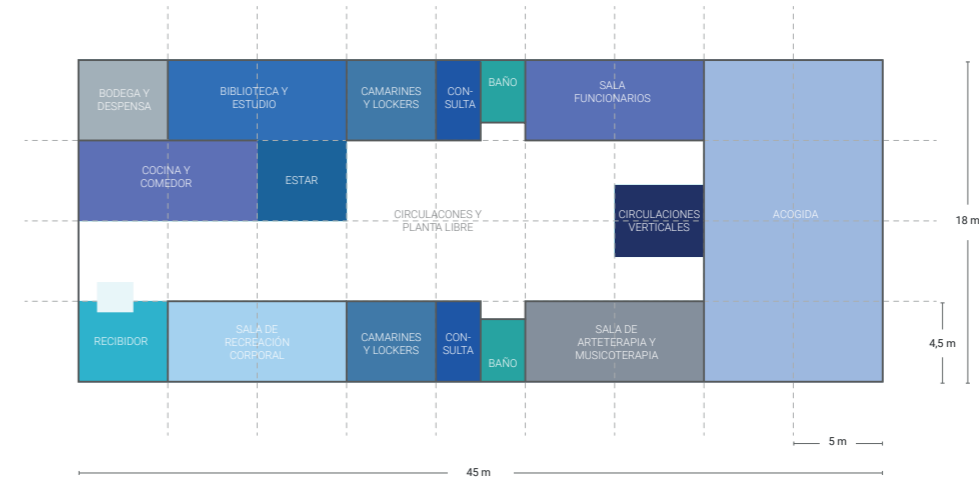 BODEGA Y
DESPENSA
BIBLIOTECA Y
ESTUDIO
CAMARINES
Y LOCKERS
CON-
SULTA
BAÑO
SALA
FUNCIONARIOS
COCINA Y
COMEDOR
ESTAR
CIRCULACONES Y
PLANTA LIBRE
CIRCULACIONES
VERTICALES
ACOGIDA
18 m
RECIBIDOR
SALA DE
RECREACIÓN
CORPORAL
CAMARINES
Y LOCKERS
CON-
SULTA
BAÑO
SALA DE
ARTETERAPIA Y
MUSICOTERAPIA
4,5 m
5 m
45 m